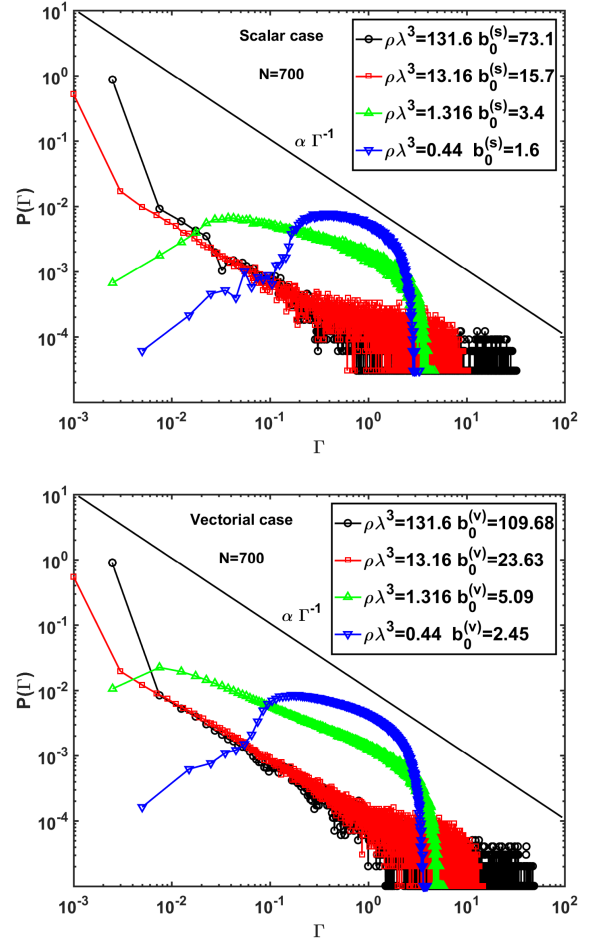 10^1
Scalar case
N=700
ρλ^3=131.6 b_0^(s)=73.1
ρλ^3=13.16 b_0^(s)=15.7
ρλ^3=1.316 b_0^(s)=3.4
ρλ^3=0.44 b_0^(s)=1.6
10^0
10^-1
α Γ^-1
P(Γ)
10^-2
10^-3
10^-4
10^-3 10^-2 10^-1 10^0 10^1 10^2
Γ
10^1
Vectorial case
N=700
ρλ^3=131.6 b_0^(v)=109.68
ρλ^3=13.16 b_0^(v)=23.63
ρλ^3=1.316 b_0^(v)=5.09
ρλ^3=0.44 b_0^(v)=2.45
10^0
10^-1
α Γ^-1
P(Γ)
10^-2
10^-3
10^-4
10^-3 10^-2 10^-1 10^0 10^1 10^2
Γ